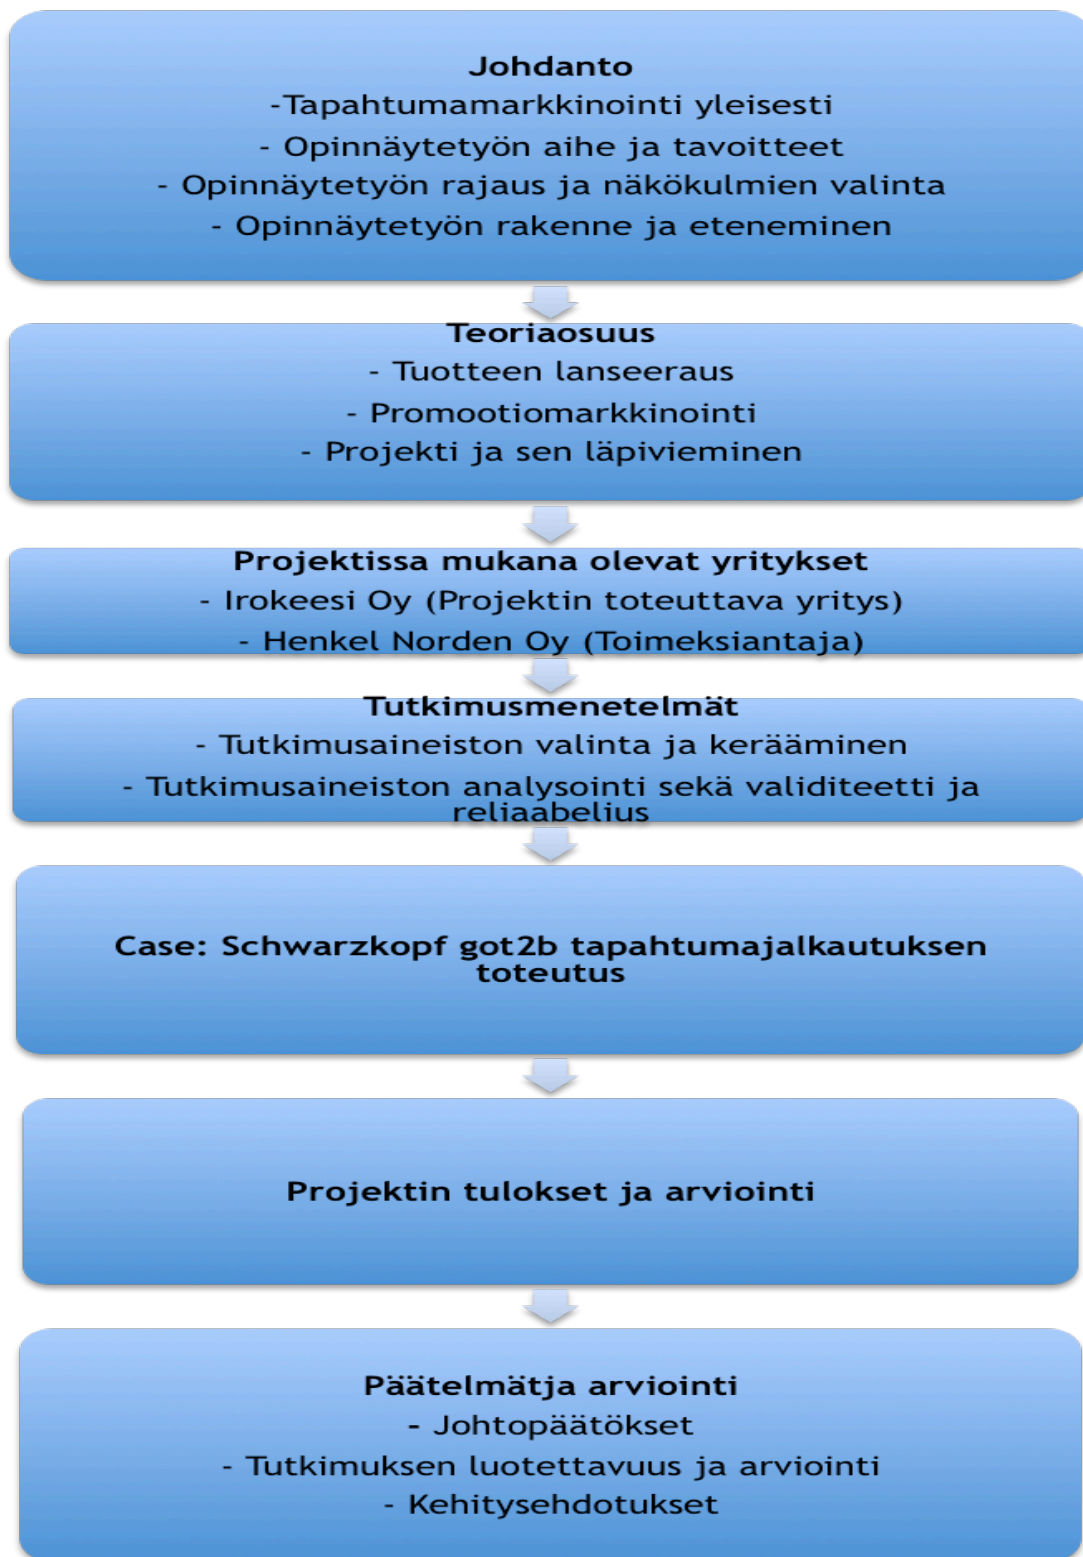 Johdanto
-Tapahtumamarkkinointi yleisesti
- Opinnäytetyön aihe ja tavoitteet
- Opinnäytetyön rajaus ja näkökulmien valinta
- Opinnäytetyön rakenne ja eteneminen
Teoriaosuus
- Tuotteen lanseeraus
- Promootiomarkkinointi
- Projekti ja sen läpivieminen
Projektissa mukana olevat yritykset
- Irokeesi Oy (Projektin toteuttava yritys)
- Henkel Norden Oy (Toimeksiantaja)
Tutkimusmenetelmät
- Tutkimusaineiston valinta ja kerääminen
- Tutkimusaineiston analysointi sekä validiteetti ja
reliaabelius
Case: Schwarzkopf got2b tapahtumajalkautuksen
toteutus
Projektin tulokset ja arviointi
Päätelmätja arviointi
- Johtopäätökset
- Tutkimuksen luotettavuus ja arviointi
- Kehitysehdotukset